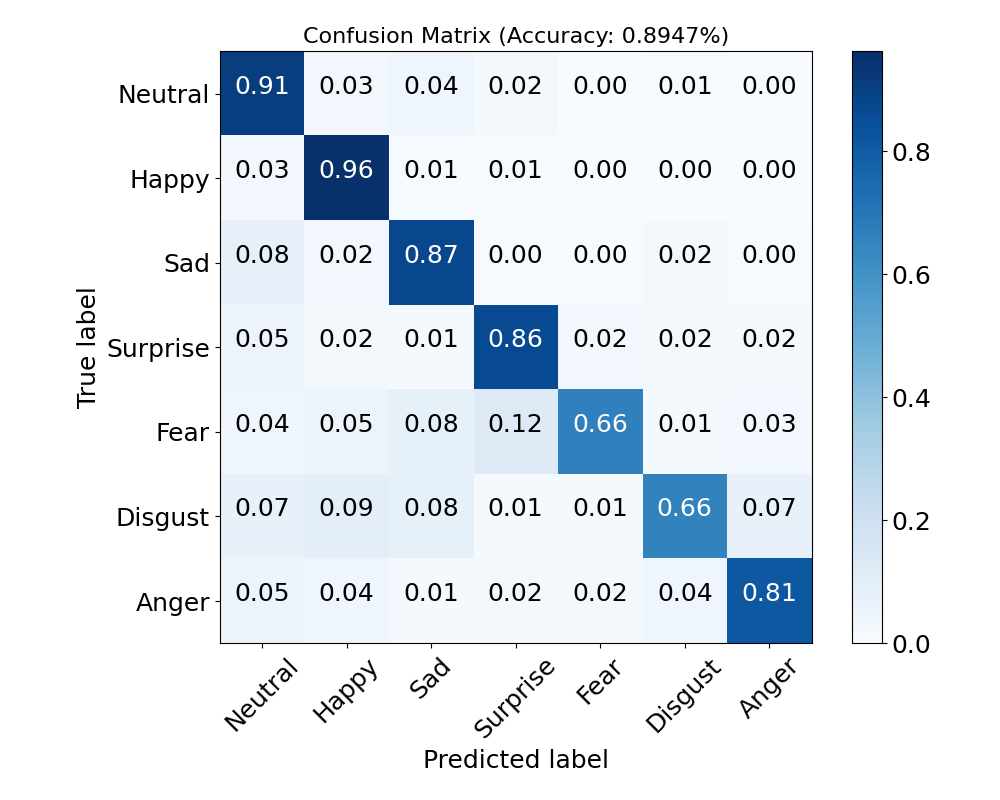 Confusion Matrix (Accuracy: 0.8947%)
Neutral 0.91 0.03 0.04 0.02 0.00 0.01 0.00
Happy 0.03 0.96 0.01 0.01 0.00 0.00 0.00
Sad 0.08 0.02 0.87 0.00 0.00 0.02 0.00
Surprise 0.05 0.02 0.01 0.86 0.02 0.02 0.02
Fear 0.04 0.05 0.08 0.12 0.66 0.01 0.03
Disgust 0.07 0.09 0.08 0.01 0.01 0.66 0.07
Anger 0.05 0.04 0.01 0.02 0.02 0.04 0.81
True label
Neutral Happy Sad Surprise Fear Disgust Anger
Predicted label
0.8
0.6
0.4
0.2
0.0